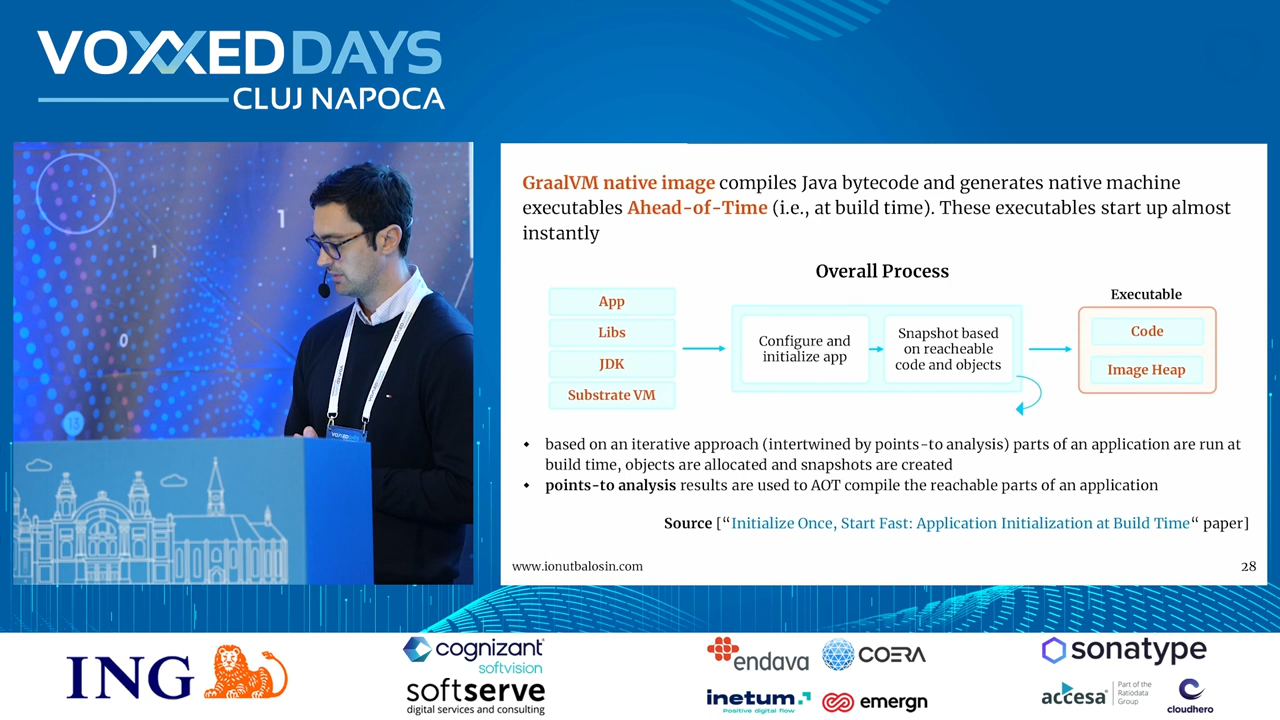 VOXXED DAYS
CLUJ NAPOCA
1
1
0
13
VOXXEDDAYS
GraalVM native image compiles Java bytecode and generates native machine
executables Ahead-of-Time (i.e., at build time). These executables start up almost
instantly
Overall Process
App
Libs
JDK
Substrate VM
Configure and
initialize app
Snapshot based
on reacheable
code and objects
Executable
Code
Image Heap
based on an iterative approach (intertwined by points-to analysis) parts of an application are run at
build time, objects are allocated and snapshots are created
points-to analysis results are used to AOT compile the reachable parts of an application
Source [“Initialize Once, Start Fast: Application Initialization at Build Time“ paper]
www.ionutbalosin.com
28
ING
cognizant
softvision
softserve
digital services and consulting
endava
COERA
inetum.
Positive digital flow
emergn
sonatype
accesa
Part of the
Ratiodata
Group
cloudhero